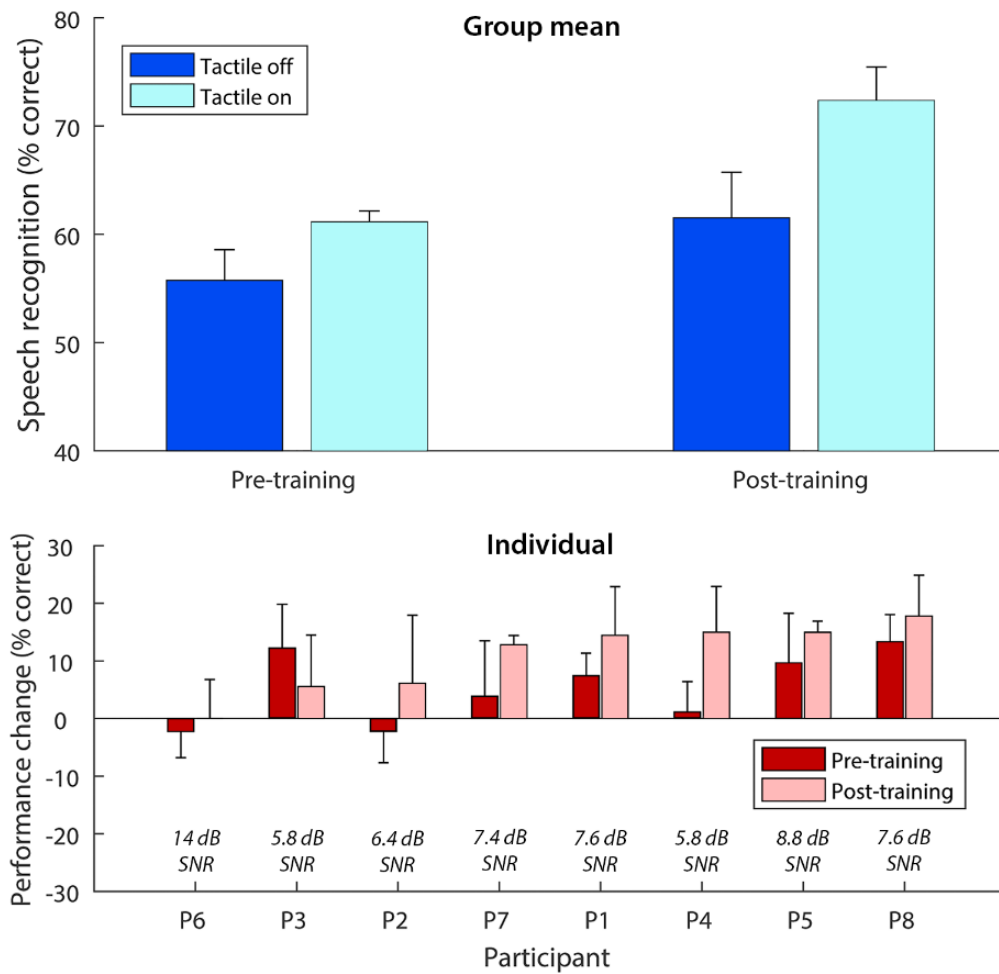 Group mean
Speech recognition (% correct)
80
70
60
50
40
Tactile off
Tactile on
Pre-training
Post-training
Individual
Performance change (% correct)
30
20
10
0
-10
-20
-30
Pre-training
Post-training
14 dB 5.8 dB 6.4 dB 7.4 dB 7.6 dB 5.8 dB 8.8 dB 7.6 dB
SNR SNR SNR SNR SNR SNR SNR SNR
P6 P3 P2 P7 P1 P4 P5 P8
Participant